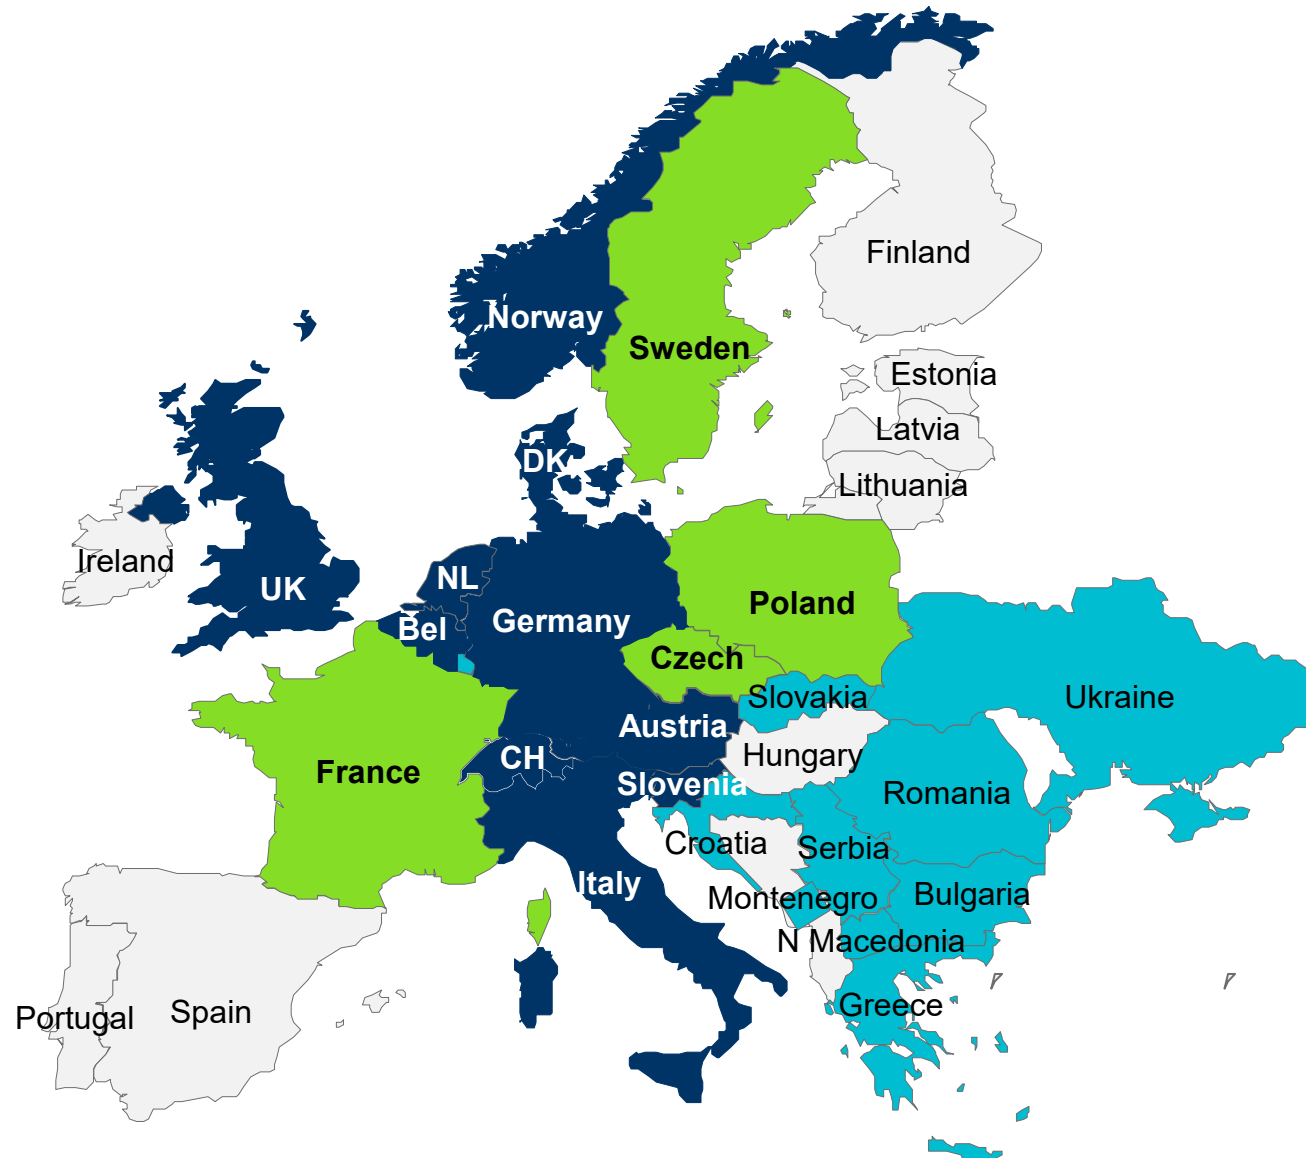 Finland
Norway
Sweden
Estonia
Latvia
DK
Lithuania
Ireland
NL
UK
Poland
Germany
Bel
Czech
Slovakia
Ukraine
Austria
Hungary
CH
France
Slovenia
Romania
Croatia
Serbia
Italy
Bulgaria
Montenegro
N Macedonia
Greece
Spain
Portugal